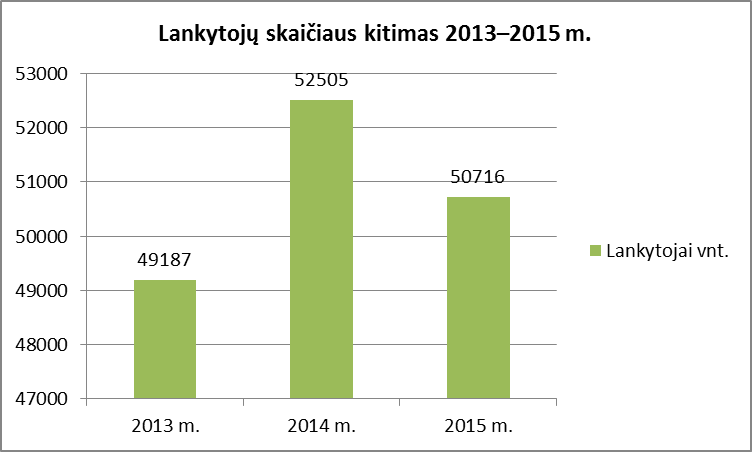 Lankytojų skaičiaus kitimas 2013–2015 m.
53000
52000
51000
50000
49000
48000
47000
49187
52505
50716
2013 m.
2014 m.
2015 m.
Lankytojai vnt.